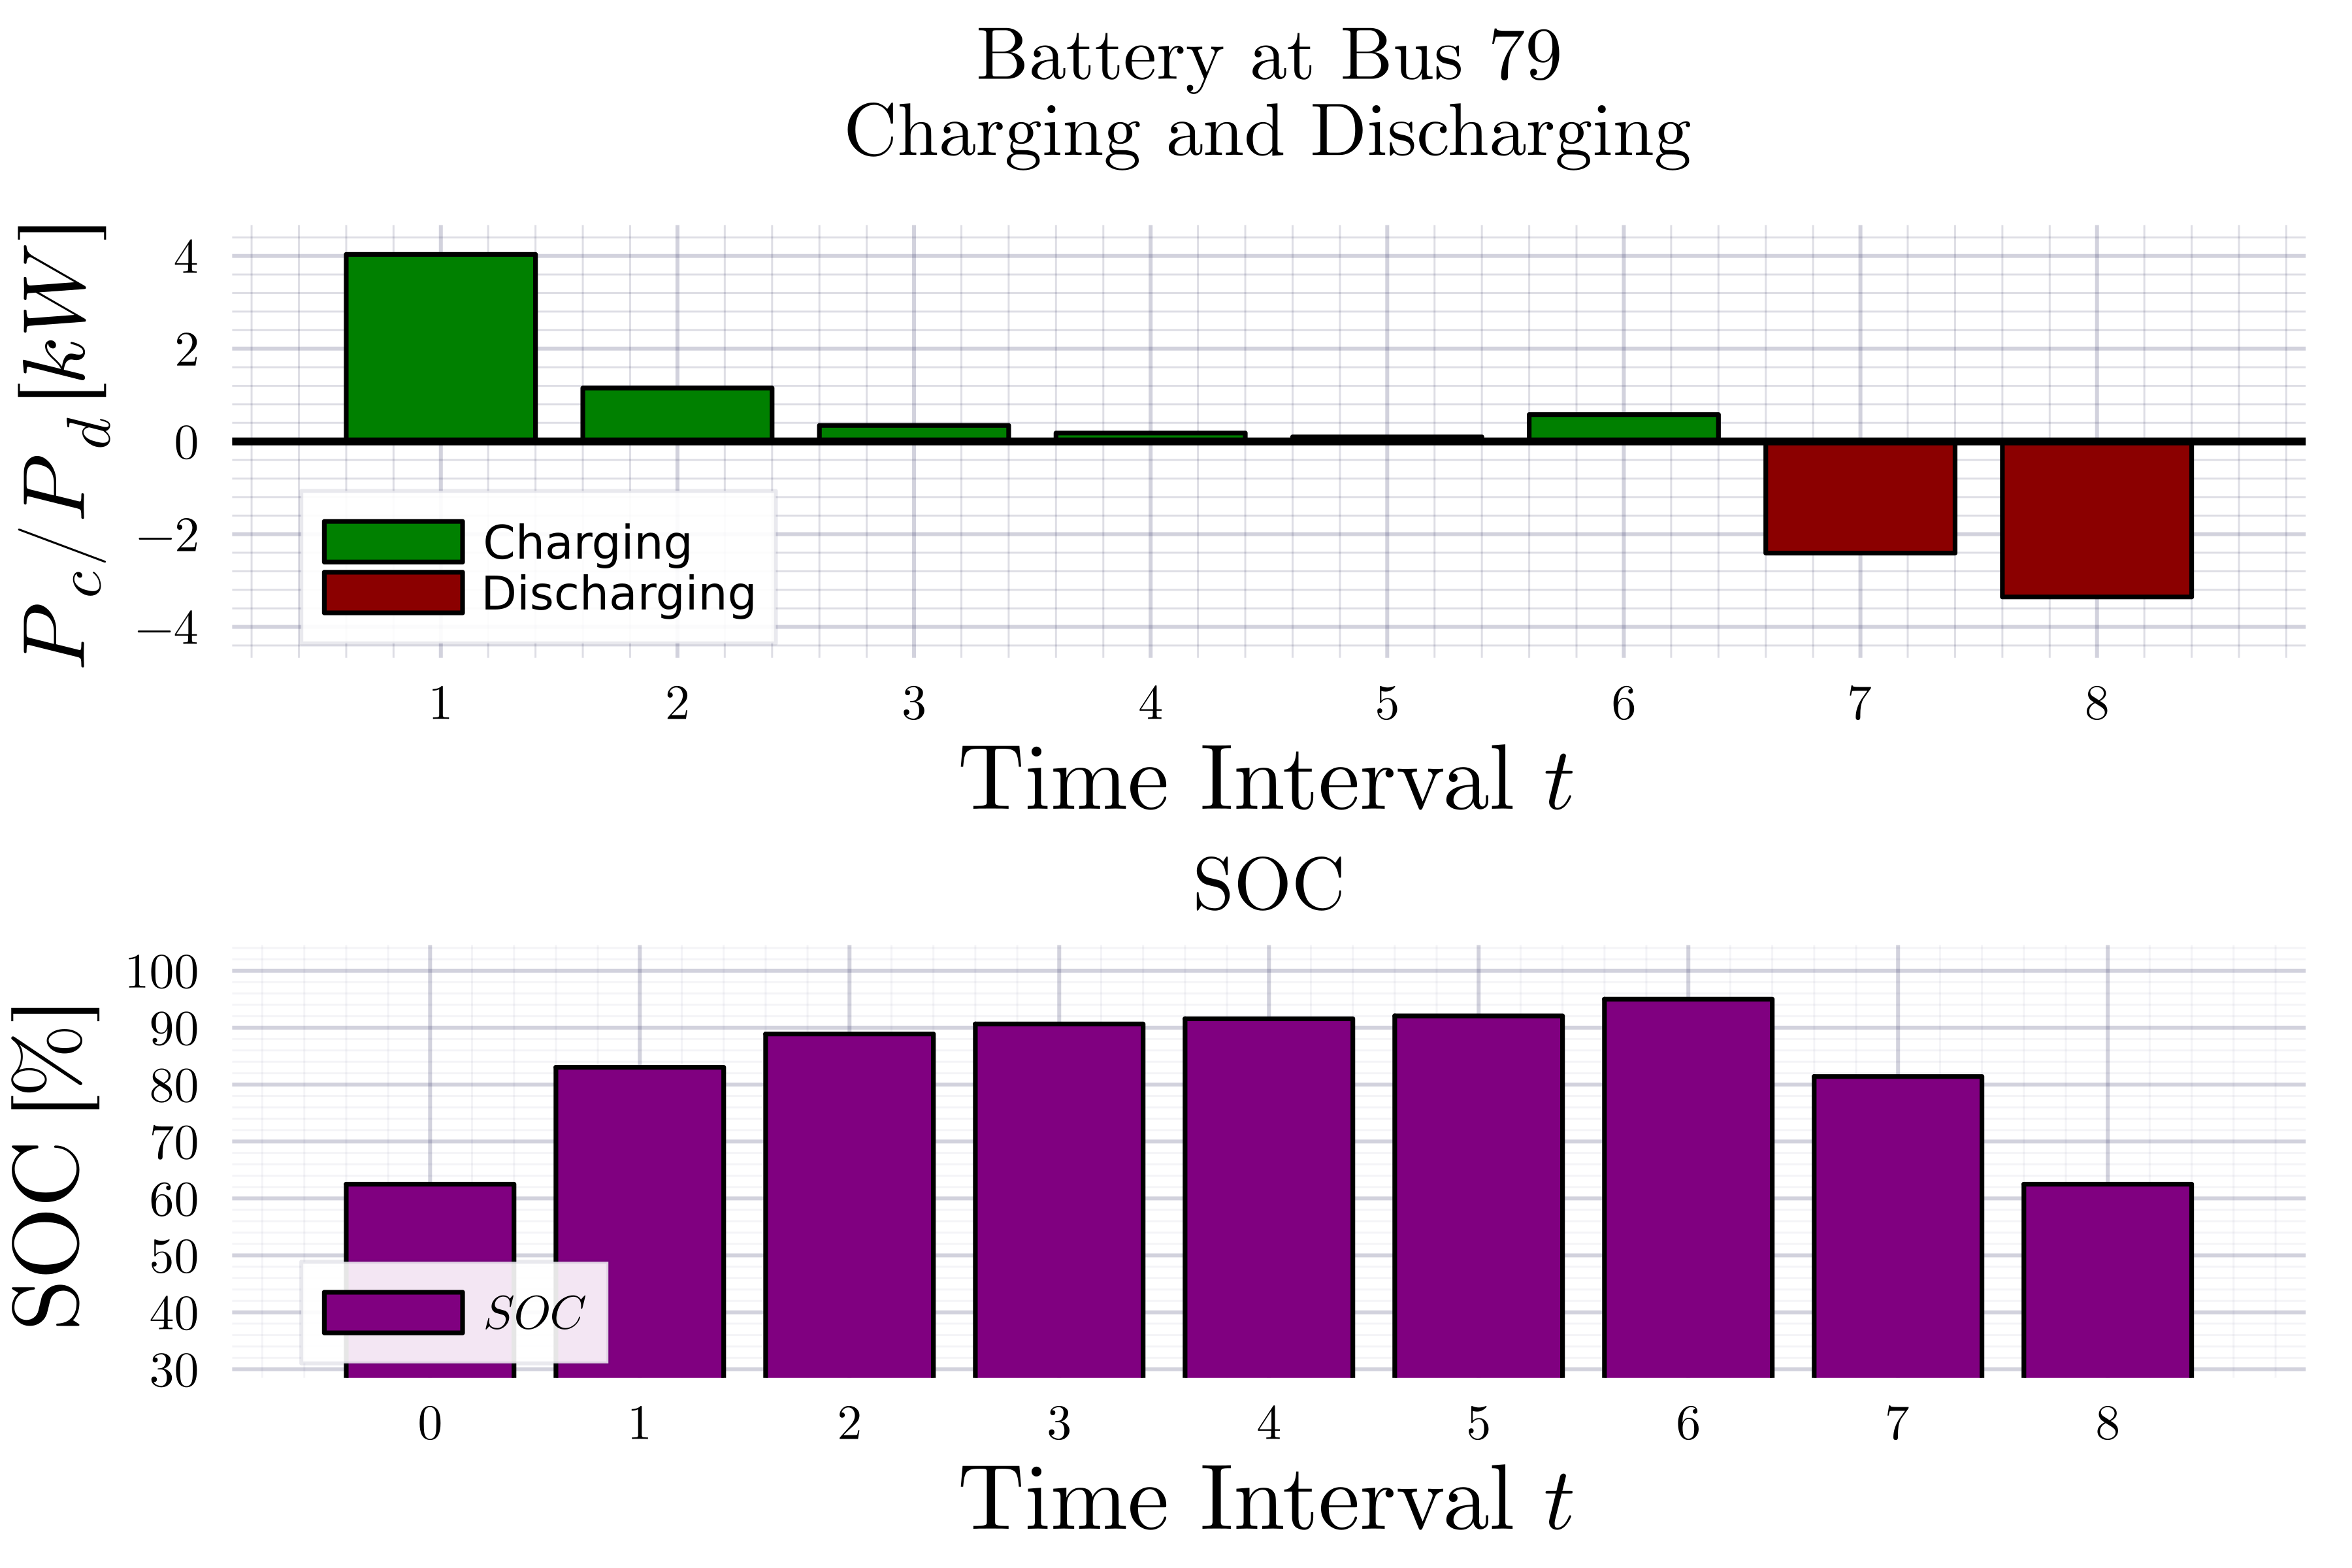 Battery at Bus 79
Charging and Discharging
P_c/P_d [kW]
4
2
0
−2
−4
Charging
Discharging
1 2 3 4 5 6 7 8
Time Interval t
SOC
SOC [%]
100
90
80
70
60
50
40
30
SOC
0 1 2 3 4 5 6 7 8
Time Interval t